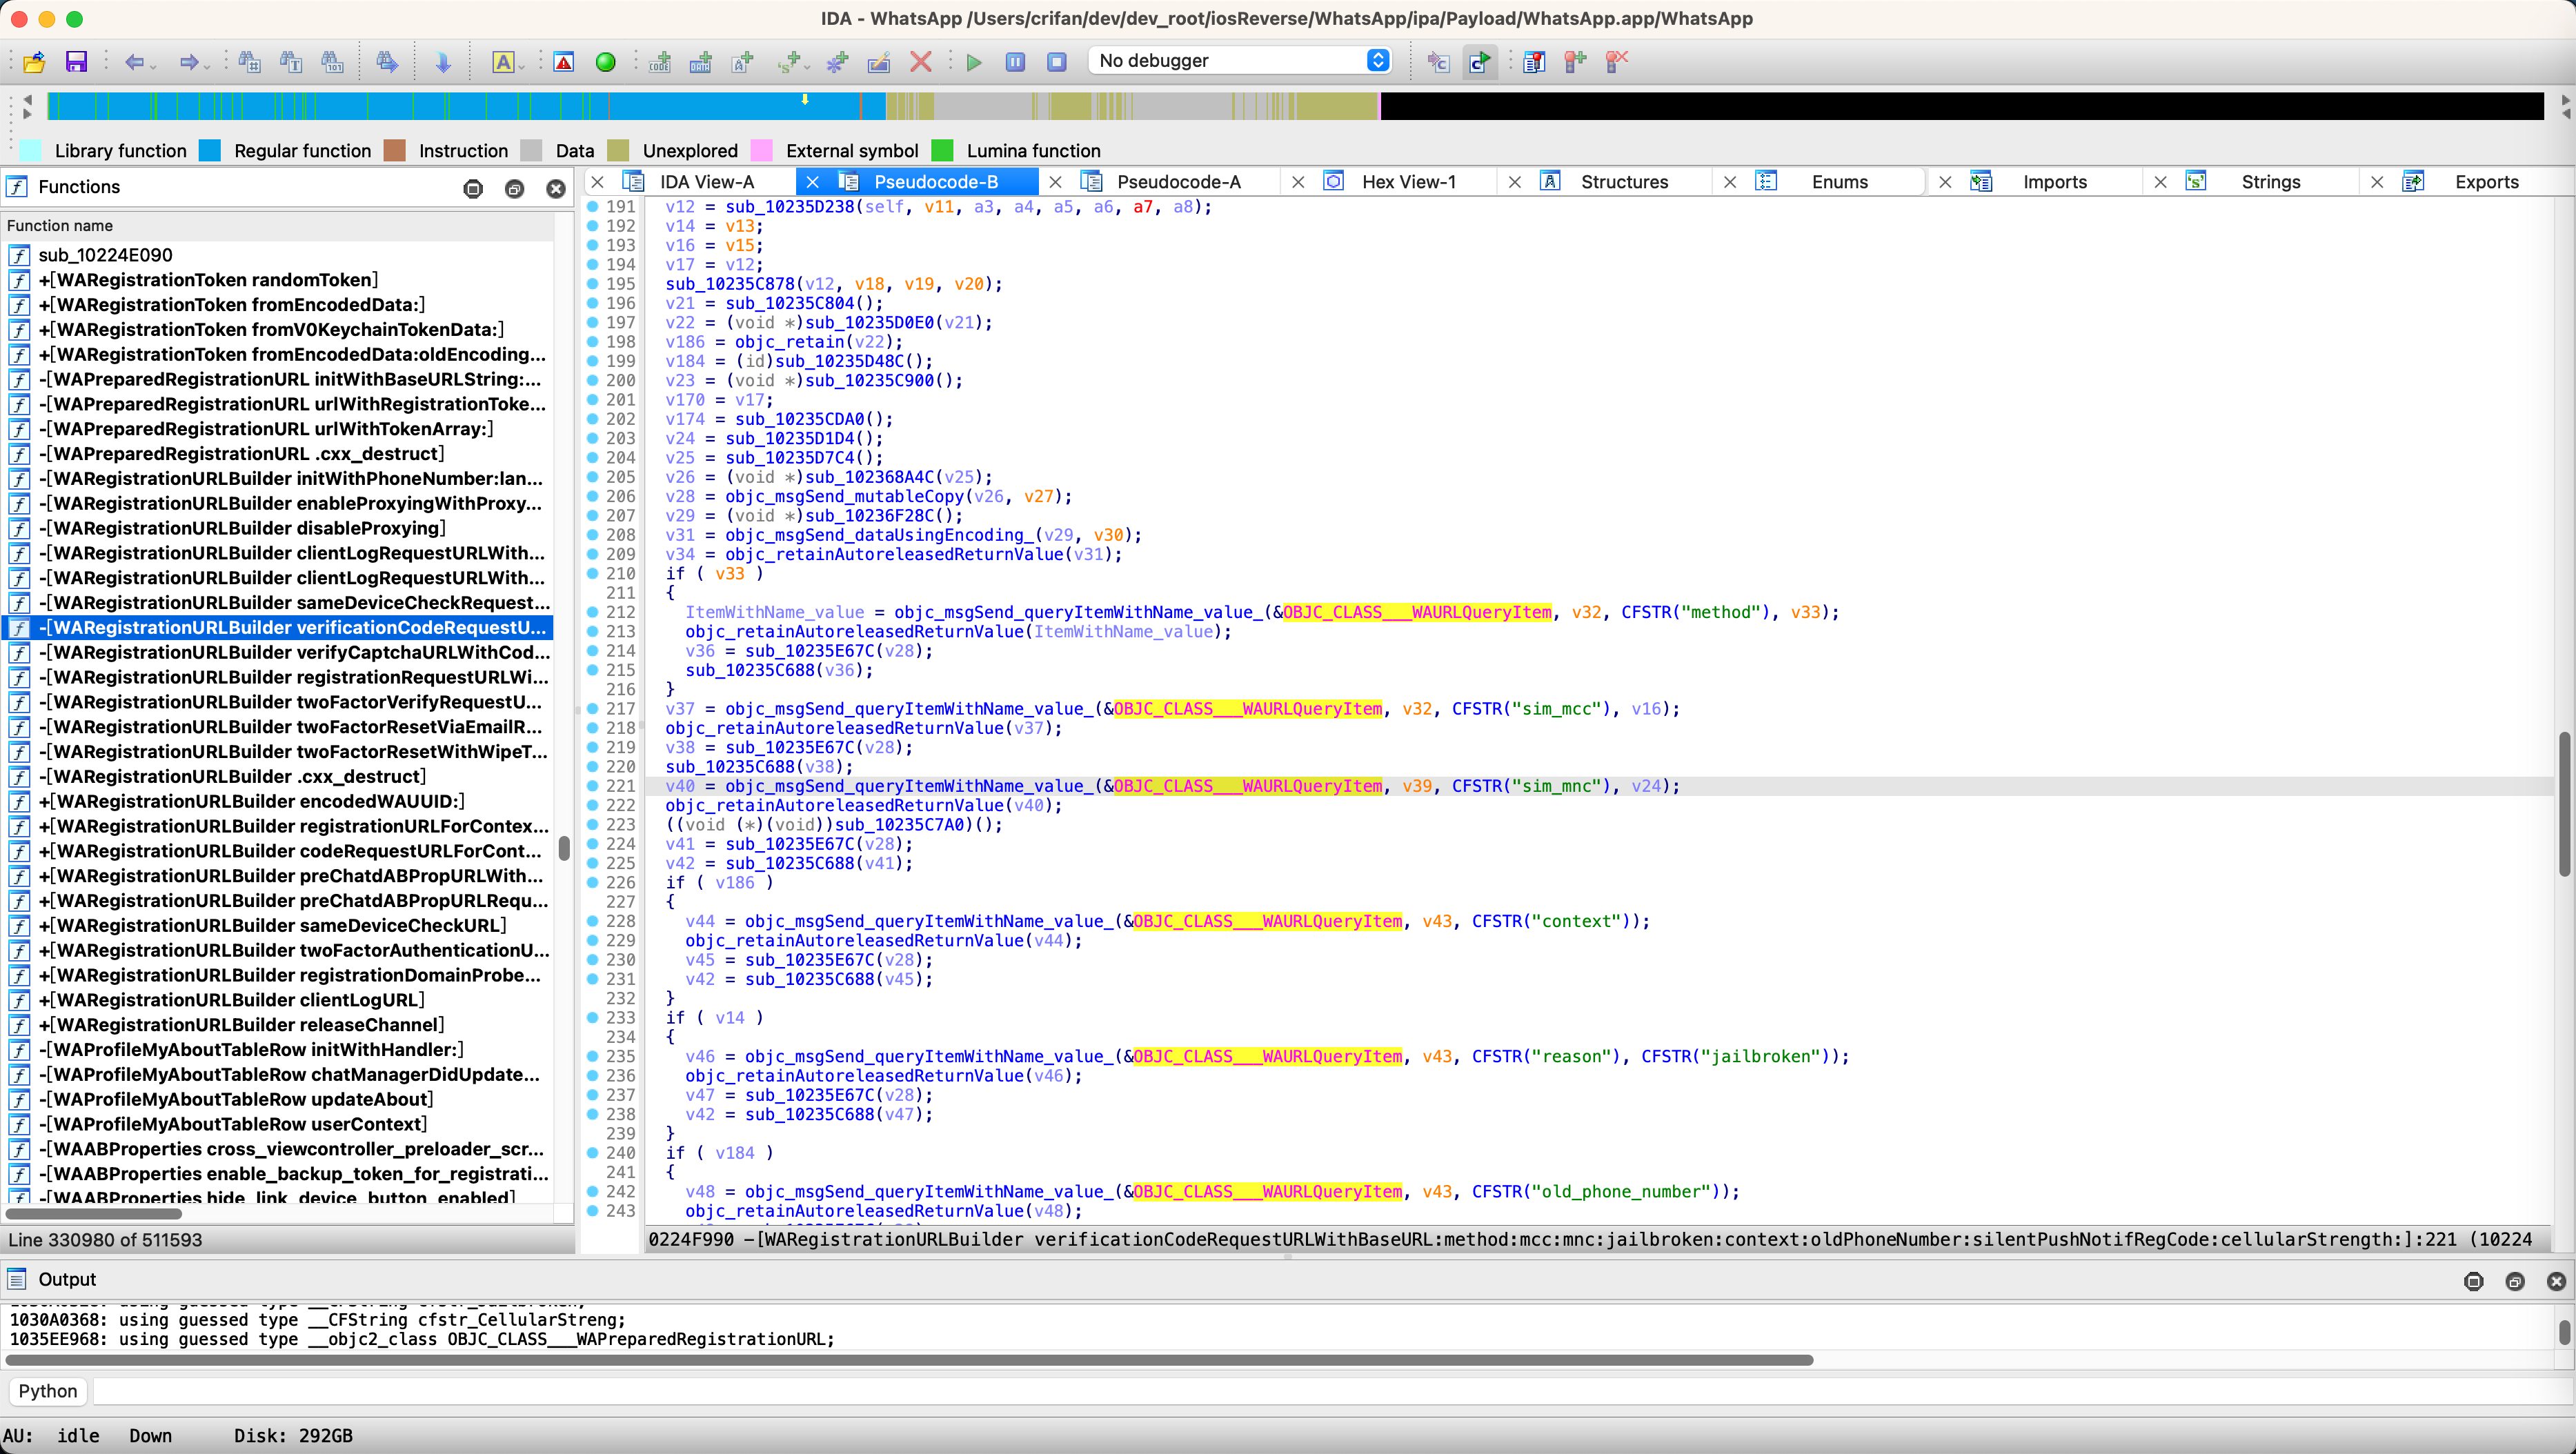 IDA - WhatsApp /Users/crifan/dev/dev_root/iosReverse/WhatsApp/ipa/Payload/WhatsApp.app/WhatsApp
No debugger
Library function Regular function Instruction Data Unexplored External symbol Lumina function
Functions
IDA View-A Pseudocode-B Pseudocode-A Hex View-1 Structures Enums Imports Strings Exports
Function name
sub_10224E090
+[WARegistrationToken randomToken]
+[WARegistrationToken fromEncodedData:]
+[WARegistrationToken fromV0KeychainTokenData:]
+[WARegistrationToken fromEncodedData:oldEncoding...
-[WAPreparedRegistrationURL initWithBaseURLString:...
-[WAPreparedRegistrationURL urlWithRegistrationToke...
-[WAPreparedRegistrationURL urlWithTokenArray:]
-[WAPreparedRegistrationURL .cxx_destruct]
-[WARegistrationURLBuilder initWithPhoneNumber:lan...
-[WARegistrationURLBuilder enableProxyingWithProxy...
-[WARegistrationURLBuilder disableProxying]
-[WARegistrationURLBuilder clientLogRequestURLWith...
-[WARegistrationURLBuilder clientLogRequestURLWith...
-[WARegistrationURLBuilder sameDeviceCheckRequest...
-[WARegistrationURLBuilder verificationCodeRequestU...
-[WARegistrationURLBuilder verifyCaptchaURLWithCod...
-[WARegistrationURLBuilder registrationRequestURLWi...
-[WARegistrationURLBuilder twoFactorVerifyRequestU...
-[WARegistrationURLBuilder twoFactorResetViaEmailR...
-[WARegistrationURLBuilder twoFactorResetWithWipeT...
-[WARegistrationURLBuilder .cxx_destruct]
+[WARegistrationURLBuilder encodedWAUUID:]
+[WARegistrationURLBuilder registrationURLForContex...
+[WARegistrationURLBuilder codeRequestURLForCont...
+[WARegistrationURLBuilder preChatdABPropURLWith...
+[WARegistrationURLBuilder preChatdABPropURLRequ...
+[WARegistrationURLBuilder sameDeviceCheckURL]
+[WARegistrationURLBuilder twoFactorAuthenticationU...
+[WARegistrationURLBuilder registrationDomainProbe...
+[WARegistrationURLBuilder clientLogURL]
+[WARegistrationURLBuilder releaseChannel]
-[WAProfileMyAboutTableRow initWithHandler:]
-[WAProfileMyAboutTableRow chatManagerDidUpdate...
-[WAProfileMyAboutTableRow updateAbout]
-[WAProfileMyAboutTableRow userContext]
-[WAABProperties cross_viewcontroller_preloader_scr...
-[WAABProperties enable_backup_token_for_registrati...
-[WAABProperties hide_link_device_button_enabled]
Line 330980 of 511593
191 v12 = sub_10235D238(self, v11, a3, a4, a5, a6, a7, a8);
192 v14 = v13;
193 v16 = v15;
194 v17 = v12;
195 sub_10235C878(v12, v18, v19, v20);
196 v21 = sub_10235C804();
197 v22 = (void *)sub_10235D0E0(v21);
198 v186 = objc_retain(v22);
199 v184 = (id)sub_10235D48C();
200 v23 = (void *)sub_10235C900();
201 v170 = v17;
202 v174 = sub_10235CDA0();
203 v24 = sub_10235D1D4();
204 v25 = sub_10235D7C4();
205 v26 = (void *)sub_102368A4C(v25);
206 v28 = objc_msgSend_mutableCopy(v26, v27);
207 v29 = (void *)sub_10236F28C();
208 v31 = objc_msgSend_dataUsingEncoding_(v29, v30);
209 v34 = objc_retainAutoreleasedReturnValue(v31);
210 if ( v33 )
211 {
212 ItemWithName_value = objc_msgSend_queryItemWithName_value_(&OBJC_CLASS___WAURLQueryItem, v32, CFSTR("method"), v33);
213 objc_retainAutoreleasedReturnValue(ItemWithName_value);
214 v36 = sub_10235E67C(v28);
215 sub_10235C688(v36);
216 }
217 v37 = objc_msgSend_queryItemWithName_value_(&OBJC_CLASS___WAURLQueryItem, v32, CFSTR("sim_mcc"), v16);
218 objc_retainAutoreleasedReturnValue(v37);
219 v38 = sub_10235E67C(v28);
220 sub_10235C688(v38);
221 v40 = objc_msgSend_queryItemWithName_value_(&OBJC_CLASS___WAURLQueryItem, v39, CFSTR("sim_mnc"), v24);
222 objc_retainAutoreleasedReturnValue(v40);
223 ((void (*)(void))sub_10235C7A0)();
224 v41 = sub_10235E67C(v28);
225 v42 = sub_10235C688(v41);
226 if ( v186 )
227 {
228 v44 = objc_msgSend_queryItemWithName_value_(&OBJC_CLASS___WAURLQueryItem, v43, CFSTR("context"));
229 objc_retainAutoreleasedReturnValue(v44);
230 v45 = sub_10235E67C(v28);
231 v42 = sub_10235C688(v45);
232 }
233 if ( v14 )
234 {
235 v46 = objc_msgSend_queryItemWithName_value_(&OBJC_CLASS___WAURLQueryItem, v43, CFSTR("reason"), CFSTR("jailbroken"));
236 objc_retainAutoreleasedReturnValue(v46);
237 v47 = sub_10235E67C(v28);
238 v42 = sub_10235C688(v47);
239 }
240 if ( v184 )
241 {
242 v48 = objc_msgSend_queryItemWithName_value_(&OBJC_CLASS___WAURLQueryItem, v43, CFSTR("old_phone_number"));
243 objc_retainAutoreleasedReturnValue(v48);
0224F990 -[WARegistrationURLBuilder verificationCodeRequestURLWithBaseURL:method:mcc:mnc:jailbroken:context:oldPhoneNumber:silentPushNotifRegCode:cellularStrength:]:221 (10224
Output
1030A0368: using guessed type __CFString cfstr_CellularStreng;
1035EE968: using guessed type __objc2_class OBJC_CLASS___WAPreparedRegistrationURL;
Python
AU: idle Down Disk: 292GB